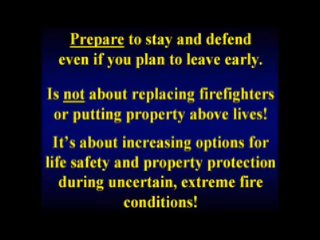 Prepare to stay and defend
even if you plan to leave early.
Is not about replacing firefighters
or putting property above lives!
It's about increasing options for
life safety and property protection
during uncertain, extreme fire
conditions!